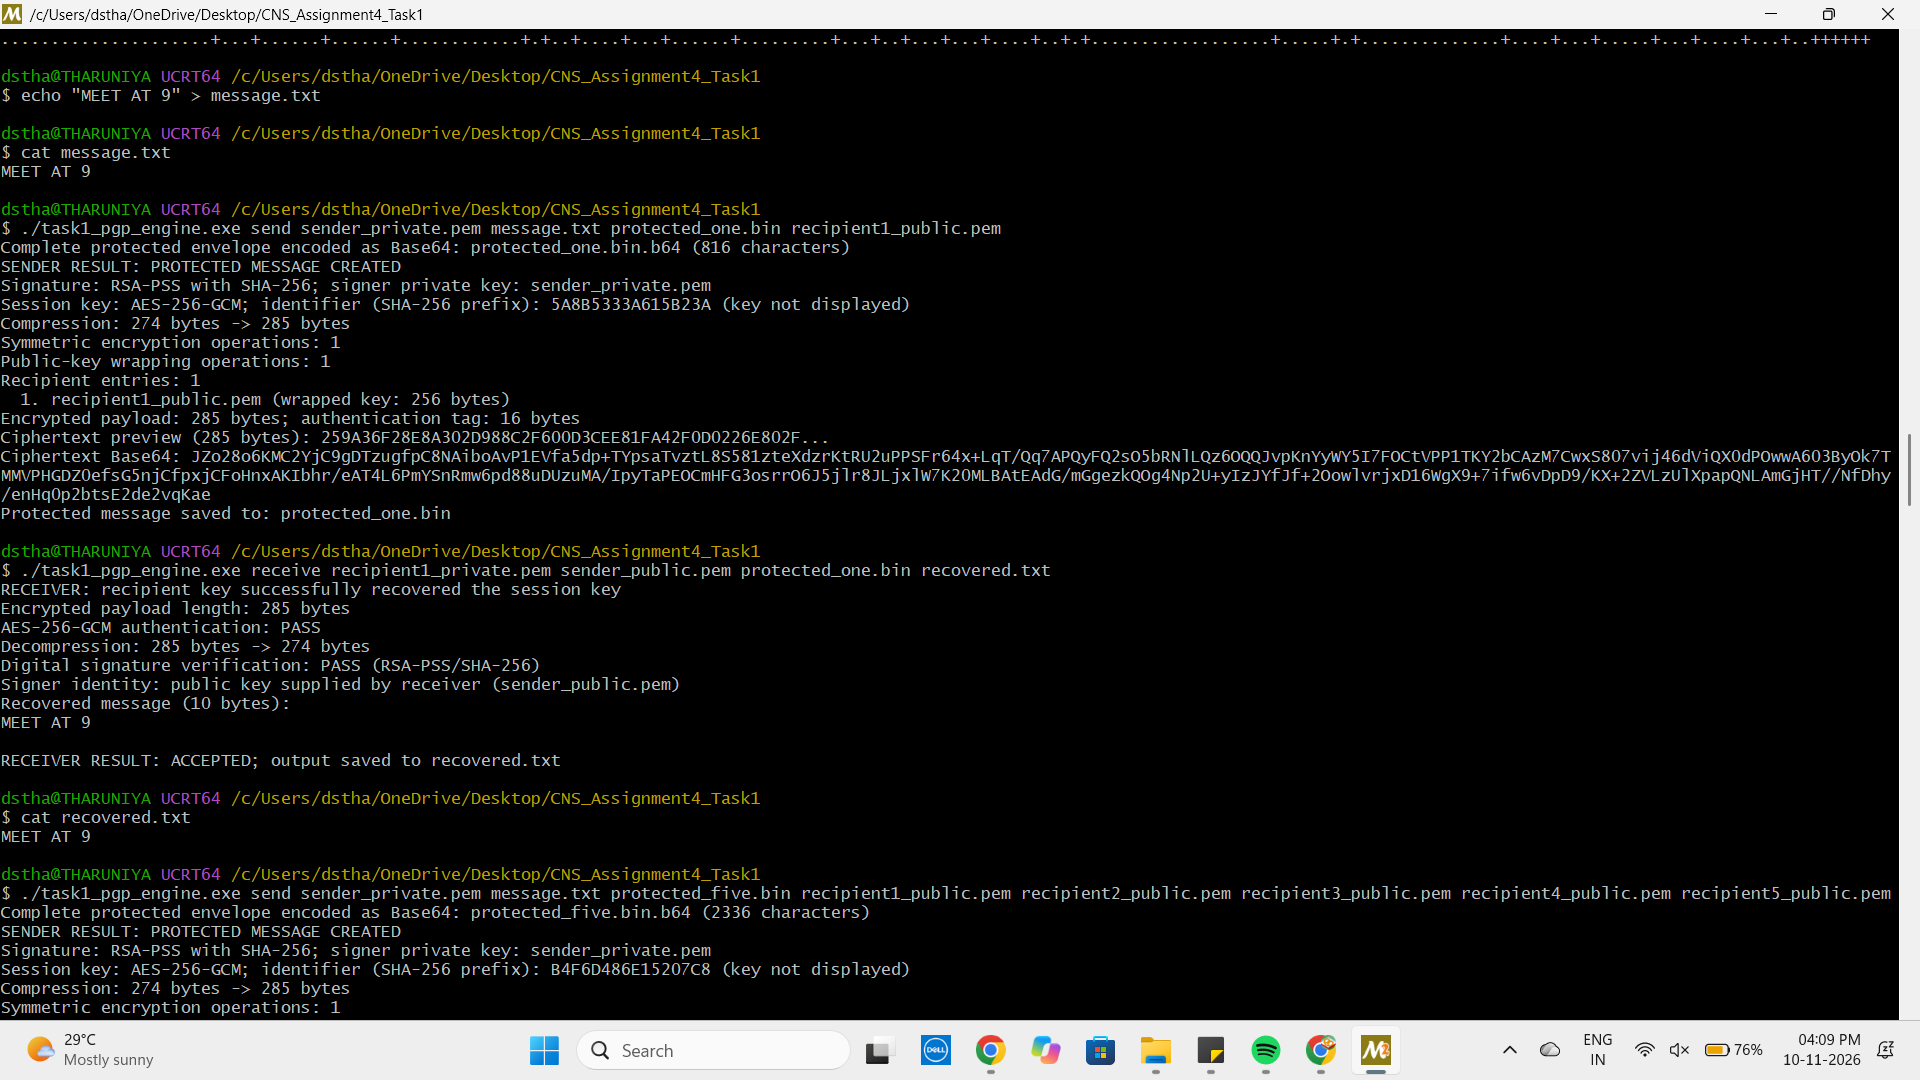 /c/Users/dstha/OneDrive/Desktop/CNS_Assignment4_Task1
dstha@THARUNIYA UCRT64 /c/Users/dstha/OneDrive/Desktop/CNS_Assignment4_Task1
$ echo "MEET AT 9" > message.txt
dstha@THARUNIYA UCRT64 /c/Users/dstha/OneDrive/Desktop/CNS_Assignment4_Task1
$ cat message.txt
MEET AT 9
dstha@THARUNIYA UCRT64 /c/Users/dstha/OneDrive/Desktop/CNS_Assignment4_Task1
$ ./task1_pgp_engine.exe send sender_private.pem message.txt protected_one.bin recipient1_public.pem
Complete protected envelope encoded as Base64: protected_one.bin.b64 (816 characters)
SENDER RESULT: PROTECTED MESSAGE CREATED
Signature: RSA-PSS with SHA-256; signer private key: sender_private.pem
Session key: AES-256-GCM; identifier (SHA-256 prefix): 5A8B5333A615B23A (key not displayed)
Compression: 274 bytes -> 285 bytes
Symmetric encryption operations: 1
Public-key wrapping operations: 1
Recipient entries: 1
1. recipient1_public.pem (wrapped key: 256 bytes)
Encrypted payload: 285 bytes; authentication tag: 16 bytes
Ciphertext preview (285 bytes): 259A36F28E8A302D988C2F600D3CEE81FA42F0D0226E802F...
Ciphertext Base64:
Protected message saved to: protected_one.bin
dstha@THARUNIYA UCRT64 /c/Users/dstha/OneDrive/Desktop/CNS_Assignment4_Task1
$ ./task1_pgp_engine.exe receive recipient1_private.pem sender_public.pem protected_one.bin recovered.txt
RECEIVER: recipient key successfully recovered the session key
Encrypted payload length: 285 bytes
AES-256-GCM authentication: PASS
Decompression: 285 bytes -> 274 bytes
Digital signature verification: PASS (RSA-PSS/SHA-256)
Signer identity: public key supplied by receiver (sender_public.pem)
Recovered message (10 bytes):
MEET AT 9
RECEIVER RESULT: ACCEPTED; output saved to recovered.txt
dstha@THARUNIYA UCRT64 /c/Users/dstha/OneDrive/Desktop/CNS_Assignment4_Task1
$ cat recovered.txt
MEET AT 9
dstha@THARUNIYA UCRT64 /c/Users/dstha/OneDrive/Desktop/CNS_Assignment4_Task1
$ ./task1_pgp_engine.exe send sender_private.pem message.txt protected_five.bin recipient1_public.pem recipient2_public.pem recipient3_public.pem recipient4_public.pem recipient5_public.pem
Complete protected envelope encoded as Base64: protected_five.bin.b64 (2336 characters)
SENDER RESULT: PROTECTED MESSAGE CREATED
Signature: RSA-PSS with SHA-256; signer private key: sender_private.pem
Session key: AES-256-GCM; identifier (SHA-256 prefix): B4F6D486E15207C8 (key not displayed)
Compression: 274 bytes -> 285 bytes
Symmetric encryption operations: 1
29°C
Mostly sunny
Search
DELL
ENG
IN
76%
04:09 PM
10-11-2026